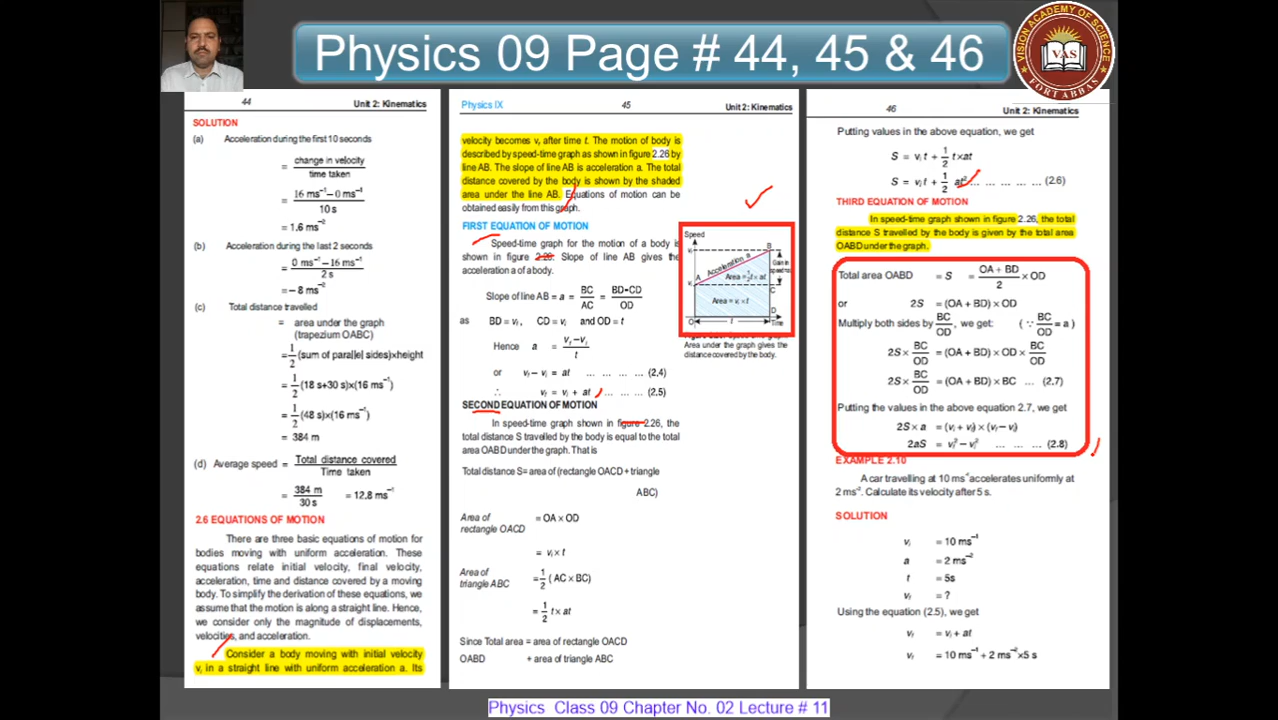 Physics 09 Page # 44, 45 & 46
VISION ACADEMY OF SCIENCE
VAS
FORT ABBAS
44 Unit 2: Kinematics
SOLUTION
(a) Acceleration during the first 10 seconds
= change in velocity / time taken
= 16 ms⁻¹−0 ms⁻¹ / 10 s
= 1.6 ms⁻²
(b) Acceleration during the last 2 seconds
= 0 ms⁻¹−16 ms⁻¹ / 2 s
= − 8 ms⁻²
(c) Total distance travelled
= area under the graph
(trapezium OABC)
= 1/2 (sum of parallel sides)×height
= 1/2 (18 s+30 s)×(16 ms⁻¹)
= 1/2 (48 s)×(16 ms⁻¹)
= 384 m
(d) Average speed = Total distance covered / Time taken
= 384 m / 30 s = 12.8 ms⁻¹
2.6 EQUATIONS OF MOTION
There are three basic equations of motion for
bodies moving with uniform acceleration. These
equations relate initial velocity, final velocity,
acceleration, time and distance covered by a moving
body. To simplify the derivation of these equations, we
assume that the motion is along a straight line. Hence,
we consider only the magnitude of displacements,
velocities, and acceleration.
Consider a body moving with initial velocity
vᵢ in a straight line with uniform acceleration a. Its
Physics IX 45 Unit 2: Kinematics
velocity becomes v_f after time t. The motion of body is
described by speed-time graph as shown in figure 2.26 by
line AB. The slope of line AB is acceleration a. The total
distance covered by the body is shown by the shaded
area under the line AB. Equations of motion can be
obtained easily from this graph.
FIRST EQUATION OF MOTION
Speed-time graph for the motion of a body is
shown in figure 2.26. Slope of line AB gives the
acceleration a of a body.
Slope of line AB = a = BC / AC = BD−CD / OD
as BD = v_f, CD = vᵢ and OD = t
Hence a = v_f − vᵢ / t
or v_f − vᵢ = at ... ... ... ... (2.4)
∴ v_f = vᵢ + at ... ... ... ... (2.5)
SECOND EQUATION OF MOTION
In speed-time graph shown in figure 2.26, the
total distance S travelled by the body is equal to the total
area OABD under the graph. That is
Total distance S= area of (rectangle OACD + triangle
ABC)
Area of
rectangle OACD = OA × OD
= vᵢ × t
Area of
triangle ABC = 1/2 ( AC × BC)
= 1/2 t × at
Since Total area = area of rectangle OACD
OABD + area of triangle ABC
Speed
v_f
B
Acceleration a
Gain in
A
Area = 1/2 t × at
vᵢ
C
Area = vᵢ × t
D
O t Time
Area under the graph gives the
distance covered by the body.
46 Unit 2: Kinematics
Putting values in the above equation, we get
S = vᵢ t + 1/2 t×at
S = vᵢ t + 1/2 at² ... ... ... ... (2.6)
THIRD EQUATION OF MOTION
In speed-time graph shown in figure 2.26, the total
distance S travelled by the body is given by the total area
OABD under the graph.
Total area OABD = S = OA + BD / 2 × OD
or 2S = (OA + BD) × OD
Multiply both sides by BC / OD, we get: (∵ BC / OD = a )
2S × BC / OD = (OA + BD) × OD × BC / OD
2S × BC / OD = (OA + BD) × BC ... (2.7)
Putting the values in the above equation 2.7, we get
2S × a = (vᵢ + v_f) × (v_f − vᵢ)
2aS = v_f² − vᵢ² ... ... ... (2.8)
EXAMPLE 2.10
A car travelling at 10 ms⁻¹ accelerates uniformly at
2 ms⁻². Calculate its velocity after 5 s.
SOLUTION
vᵢ = 10 ms⁻¹
a = 2 ms⁻²
t = 5s
v_f = ?
Using the equation (2.5), we get
v_f = vᵢ + at
v_f = 10 ms⁻¹ + 2 ms⁻² × 5 s
Physics Class 09 Chapter No. 02 Lecture # 11